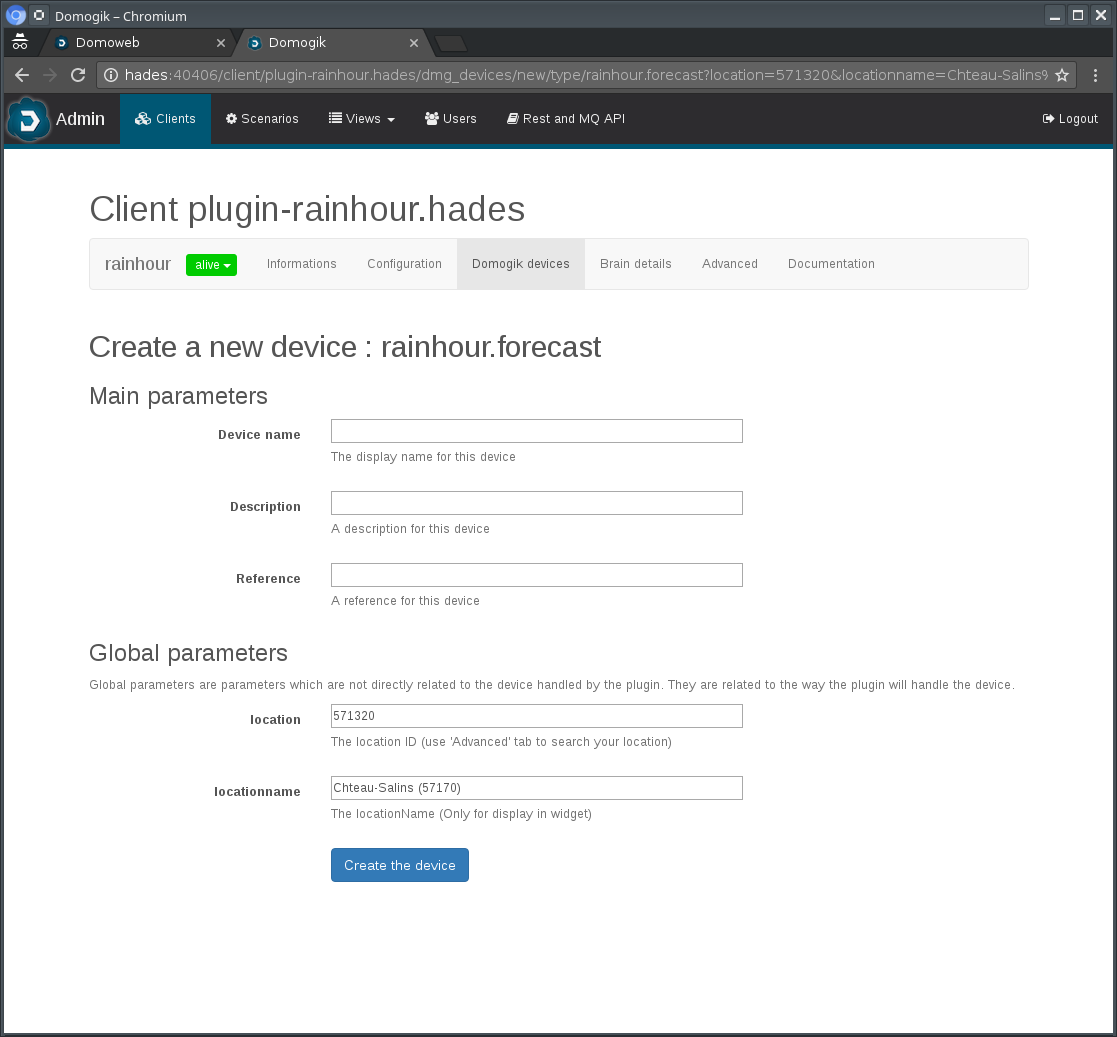 Domogik – Chromium
Domoweb
Domogik
hades:40406/client/plugin-rainhour.hades/dmg_devices/new/type/rainhour.forecast?location=571320&locationname=Chteau-Salins%
Admin
Clients
Scenarios
Views
Users
Rest and MQ API
Logout
Client plugin-rainhour.hades
rainhour
alive
Informations
Configuration
Domogik devices
Brain details
Advanced
Documentation
Create a new device : rainhour.forecast
Main parameters
Device name
The display name for this device
Description
A description for this device
Reference
A reference for this device
Global parameters
Global parameters are parameters which are not directly related to the device handled by the plugin. They are related to the way the plugin will handle the device.
location
571320
The location ID (use 'Advanced' tab to search your location)
locationname
Chteau-Salins (57170)
The locationName (Only for display in widget)
Create the device